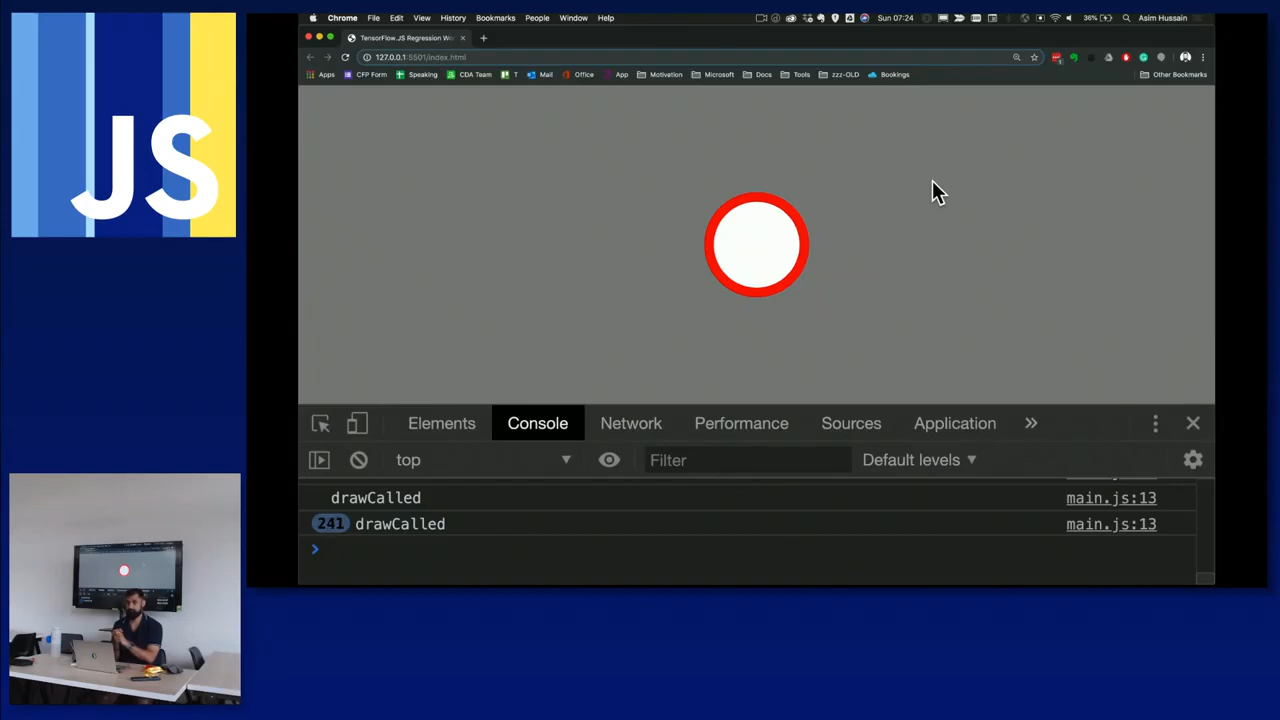 JS
Chrome File Edit View History Bookmarks People Window Help Sun 07:24 36% Asim Hussain
TensorFlow.JS Regression Wo
127.0.0.1:5501/index.html
Apps CFP Form Speaking CDA Team T Mail Office App Motivation Microsoft Docs Tools zzz-OLD Bookings Other Bookmarks
Elements Console Network Performance Sources Application »
top Filter Default levels
drawCalled main.js:13
241 drawCalled main.js:13